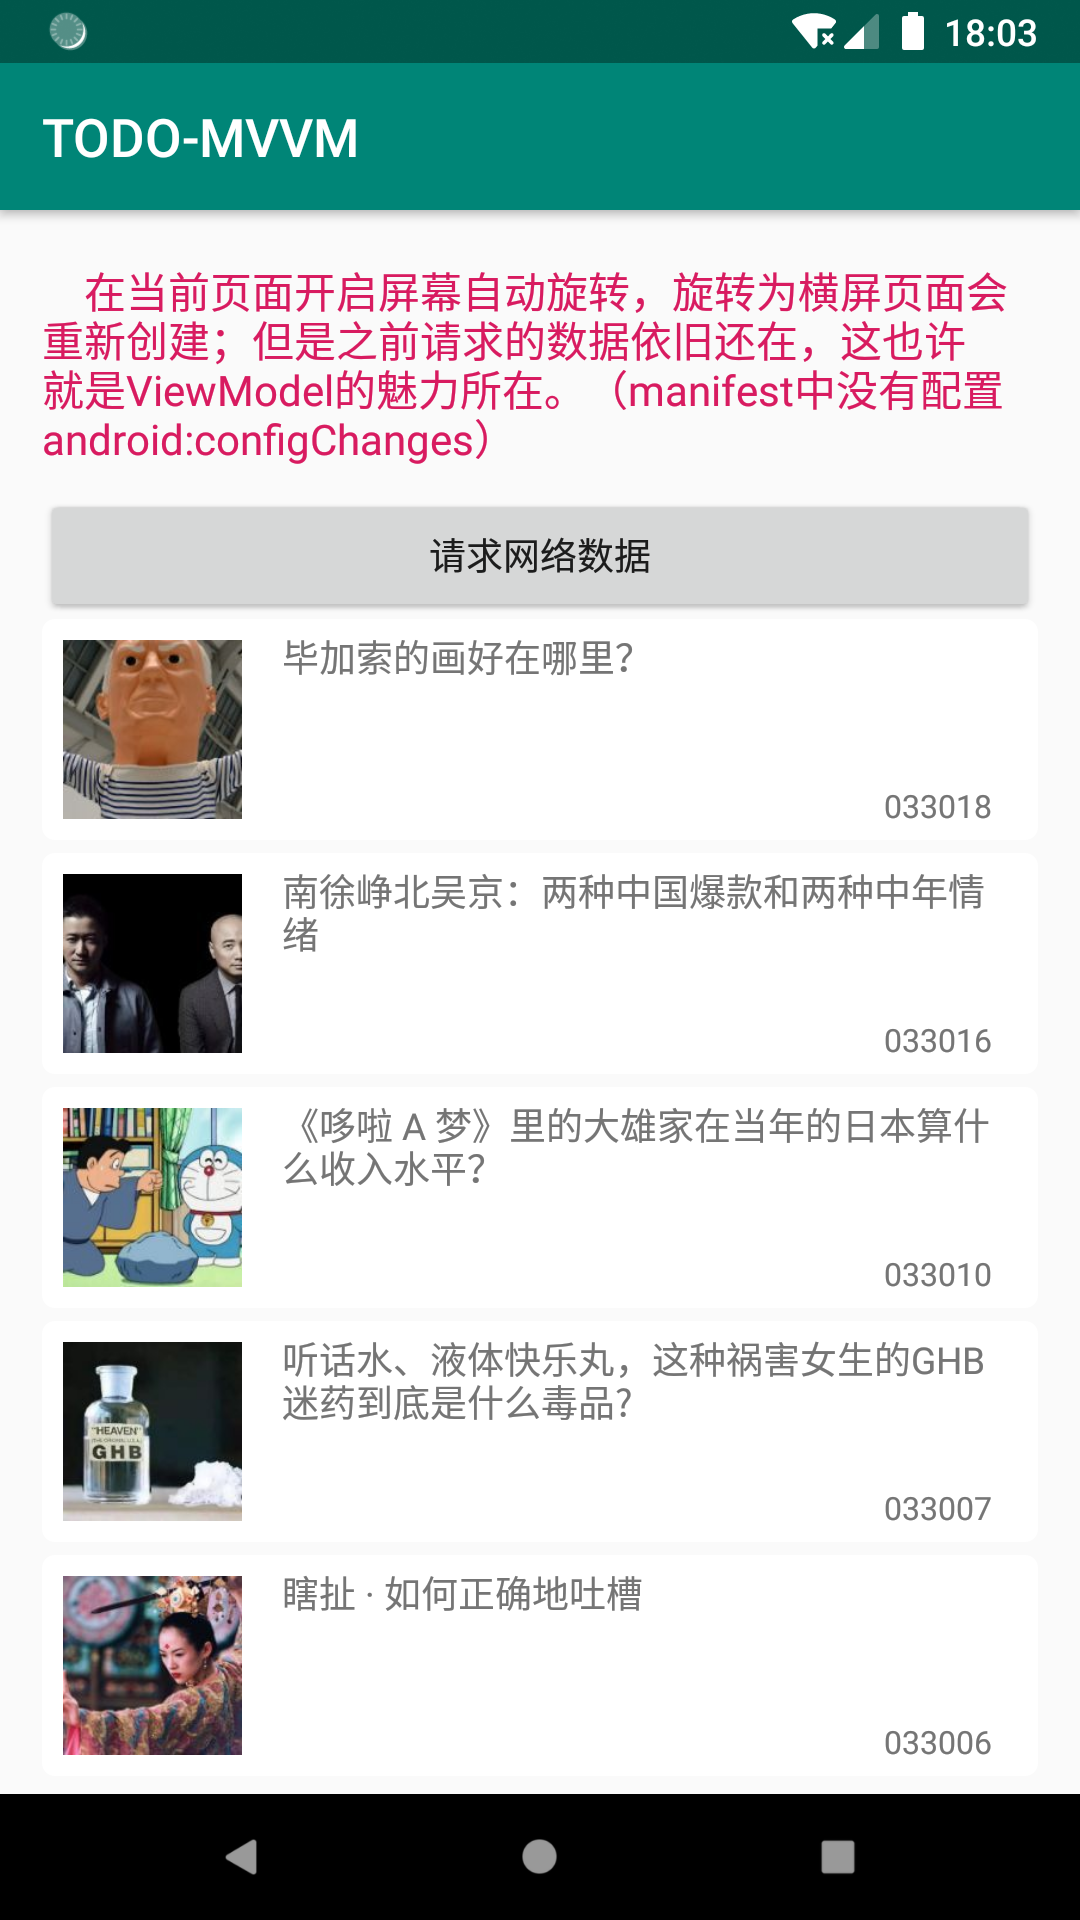 18:03
TODO-MVVM
在当前页面开启屏幕自动旋转，旋转为横屏页面会
重新创建；但是之前请求的数据依旧还在，这也许
就是ViewModel的魅力所在。（manifest中没有配置
android:configChanges）
请求网络数据
毕加索的画好在哪里？
033018
南徐峥北吴京：两种中国爆款和两种中年情
绪
033016
《哆啦 A 梦》里的大雄家在当年的日本算什
么收入水平？
033010
听话水、液体快乐丸，这种祸害女生的GHB
迷药到底是什么毒品?
"HEAVEN"
GHB
033007
瞎扯 · 如何正确地吐槽
033006